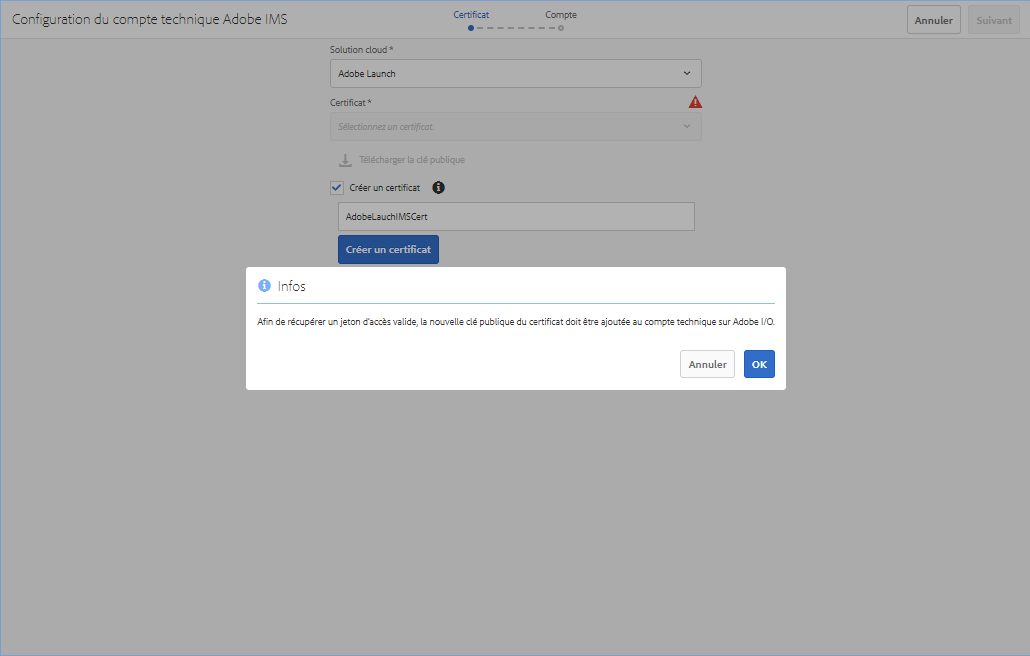 Configuration du compte technique Adobe IMS
Certificat
Compte
Annuler
Suivant
Solution cloud *
Adobe Launch
Certificat *
Sélectionnez un certificat.
Télécharger la clé publique
Créer un certificat
AdobeLauchIMSCert
Créer un certificat
Infos
Afin de récupérer un jeton d'accès valide, la nouvelle clé publique du certificat doit être ajoutée au compte technique sur Adobe I/O.
Annuler
OK